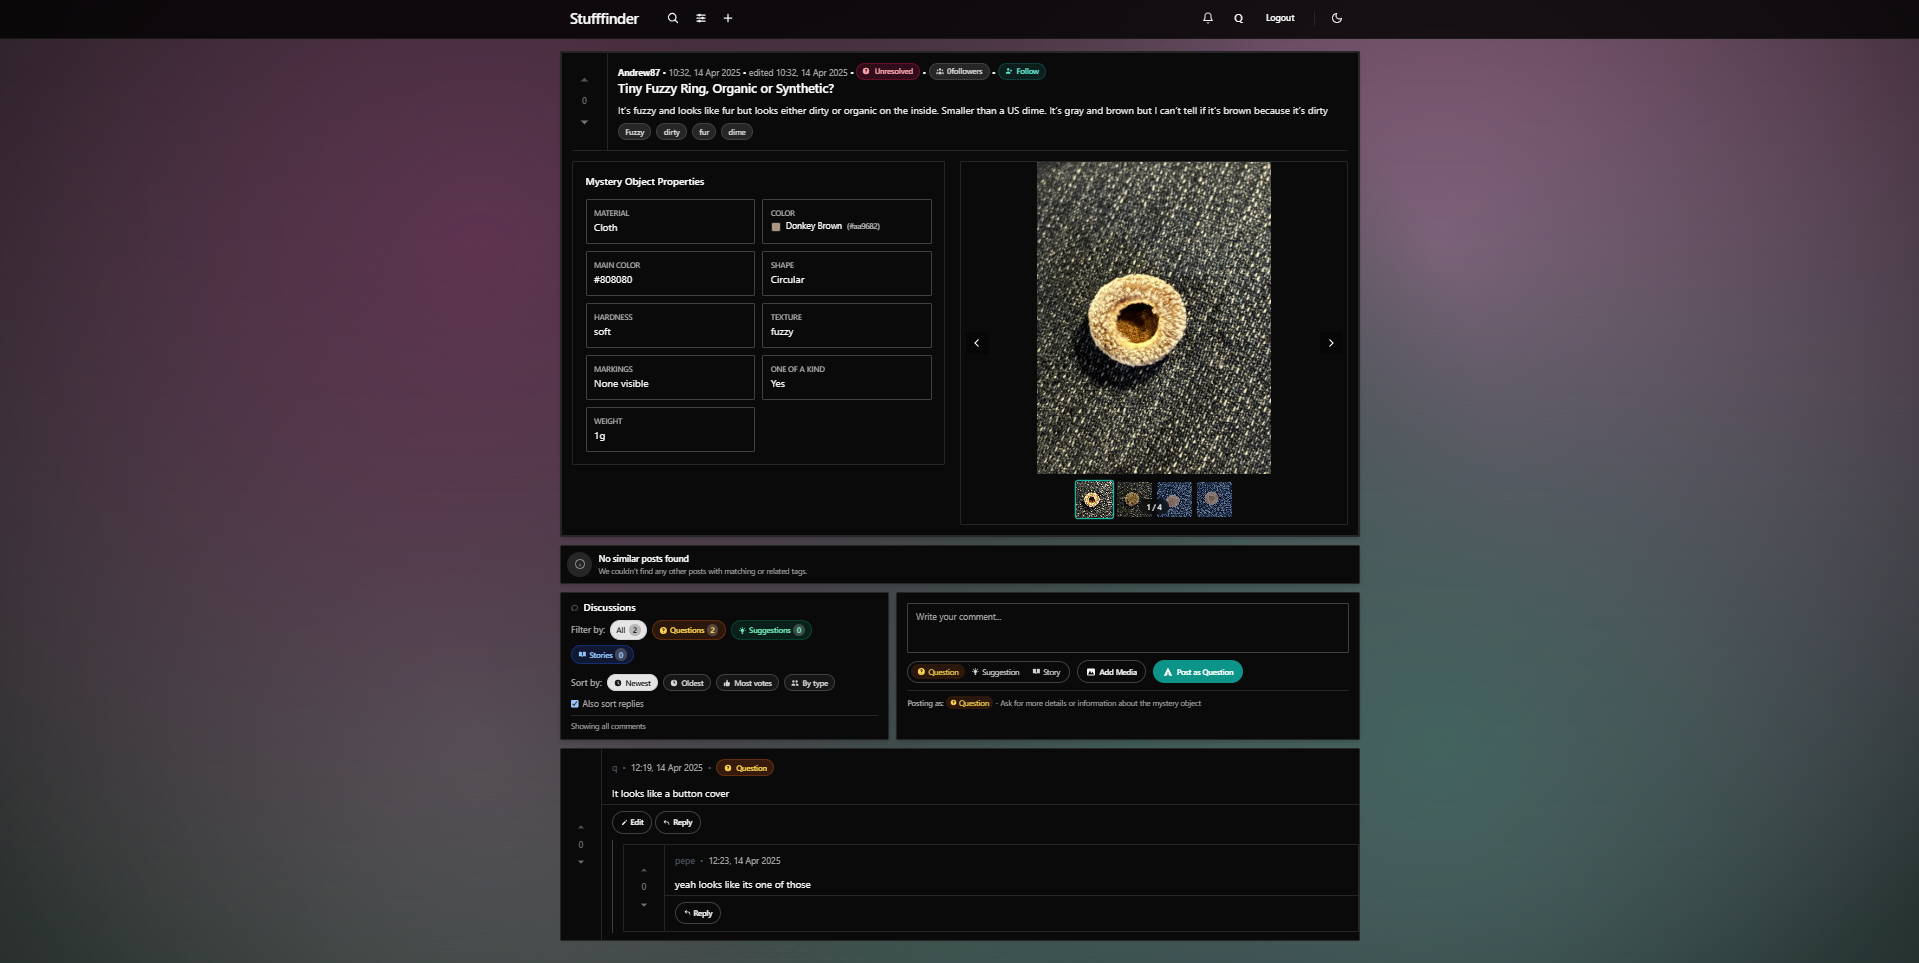 Stufffinder
Q
Logout
0
Andrew87 • 10:32, 14 Apr 2025 • edited 10:32, 14 Apr 2025 • Unresolved • 0followers • Follow
Tiny Fuzzy Ring, Organic or Synthetic?
It's fuzzy and looks like fur but looks either dirty or organic on the inside. Smaller than a US dime. It's gray and brown but I can't tell if it's brown because it's dirty
Fuzzy dirty fur dime
Mystery Object Properties
MATERIAL
Cloth
COLOR
Donkey Brown (#aa9682)
MAIN COLOR
#808080
SHAPE
Circular
HARDNESS
soft
TEXTURE
fuzzy
MARKINGS
None visible
ONE OF A KIND
Yes
WEIGHT
1g
1 / 4
No similar posts found
We couldn't find any other posts with matching or related tags.
Discussions
Filter by: All 2 Questions 2 Suggestions 0
Stories 0
Sort by: Newest Oldest Most votes By type
Also sort replies
Showing all comments
Write your comment...
Question Suggestion Story Add Media Post as Question
Posting as: Question - Ask for more details or information about the mystery object
q • 12:19, 14 Apr 2025 • Question
It looks like a button cover
Edit Reply
0
pepe • 12:23, 14 Apr 2025
yeah looks like its one of those
0
Reply